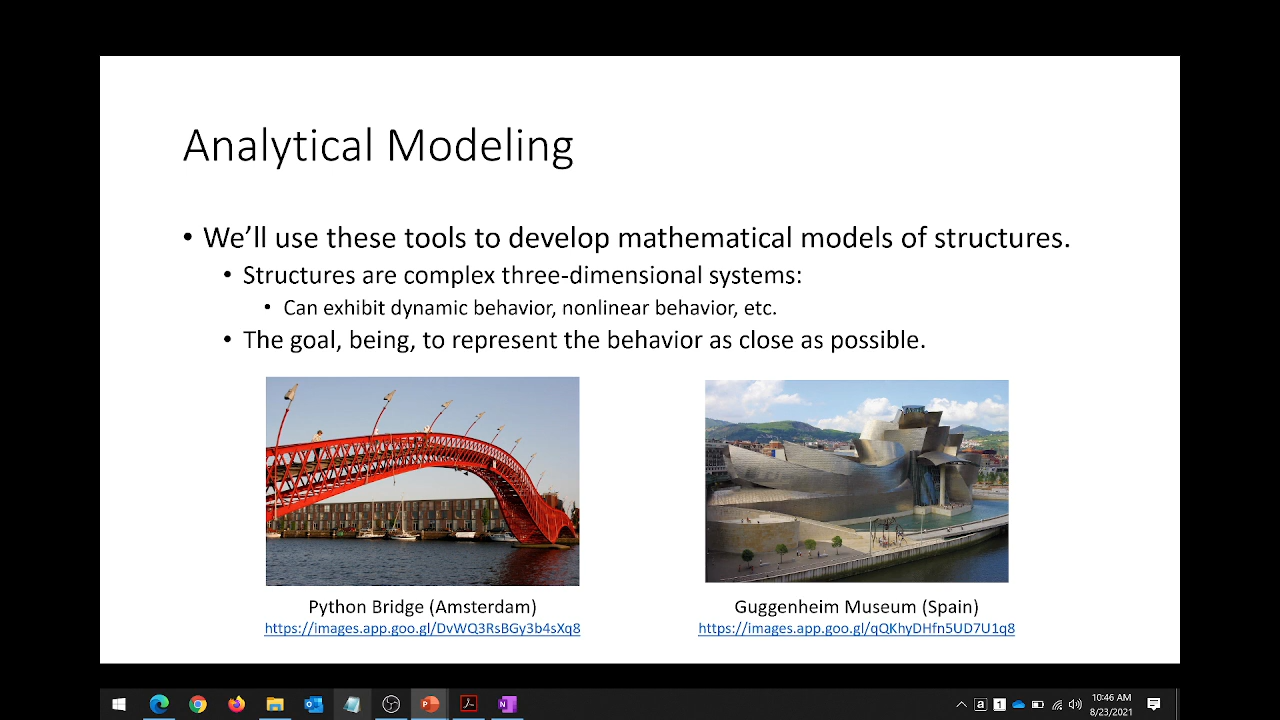 Analytical Modeling
• We’ll use these tools to develop mathematical models of structures.
• Structures are complex three-dimensional systems:
• Can exhibit dynamic behavior, nonlinear behavior, etc.
• The goal, being, to represent the behavior as close as possible.
Python Bridge (Amsterdam)
https://images.app.goo.gl/DvWQ3RsBGy3b4sXq8
Guggenheim Museum (Spain)
https://images.app.goo.gl/qQKhyDHfn5UD7U1q8
10:46 AM
8/23/2021